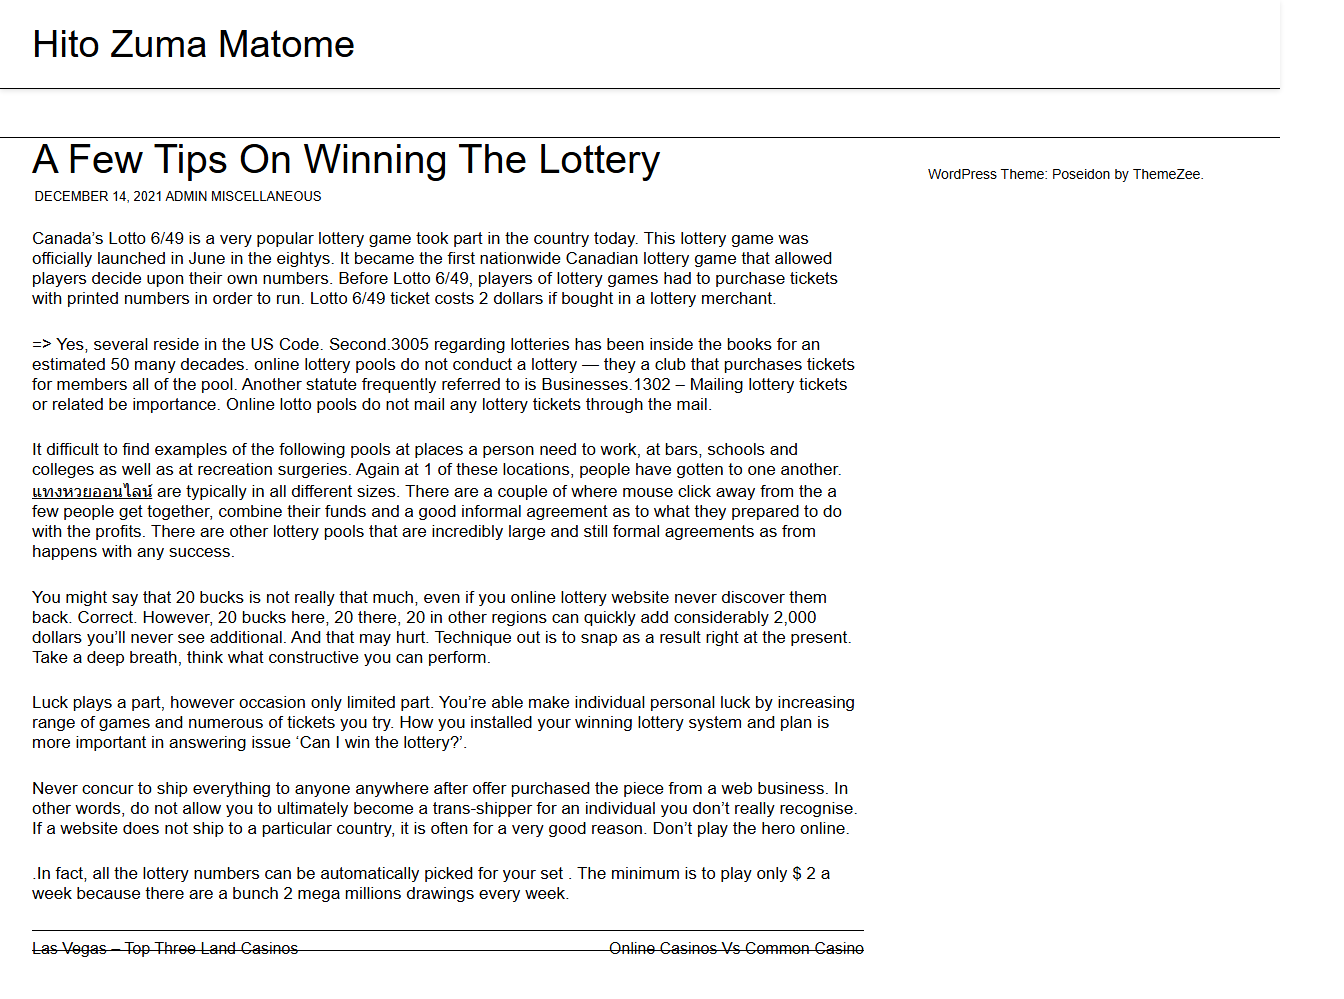 Hito Zuma Matome
A Few Tips On Winning The Lottery
DECEMBER 14, 2021 ADMIN MISCELLANEOUS
Canada’s Lotto 6/49 is a very popular lottery game took part in the country today. This lottery game was
officially launched in June in the eightys. It became the first nationwide Canadian lottery game that allowed
players decide upon their own numbers. Before Lotto 6/49, players of lottery games had to purchase tickets
with printed numbers in order to run. Lotto 6/49 ticket costs 2 dollars if bought in a lottery merchant.
=> Yes, several reside in the US Code. Second.3005 regarding lotteries has been inside the books for an
estimated 50 many decades. online lottery pools do not conduct a lottery — they a club that purchases tickets
for members all of the pool. Another statute frequently referred to is Businesses.1302 – Mailing lottery tickets
or related be importance. Online lotto pools do not mail any lottery tickets through the mail.
It difficult to find examples of the following pools at places a person need to work, at bars, schools and
colleges as well as at recreation surgeries. Again at 1 of these locations, people have gotten to one another.
แทงหวยออนไลน์ are typically in all different sizes. There are a couple of where mouse click away from the a
few people get together, combine their funds and a good informal agreement as to what they prepared to do
with the profits. There are other lottery pools that are incredibly large and still formal agreements as from
happens with any success.
You might say that 20 bucks is not really that much, even if you online lottery website never discover them
back. Correct. However, 20 bucks here, 20 there, 20 in other regions can quickly add considerably 2,000
dollars you’ll never see additional. And that may hurt. Technique out is to snap as a result right at the present.
Take a deep breath, think what constructive you can perform.
Luck plays a part, however occasion only limited part. You’re able make individual personal luck by increasing
range of games and numerous of tickets you try. How you installed your winning lottery system and plan is
more important in answering issue ‘Can I win the lottery?’.
Never concur to ship everything to anyone anywhere after offer purchased the piece from a web business. In
other words, do not allow you to ultimately become a trans-shipper for an individual you don’t really recognise.
If a website does not ship to a particular country, it is often for a very good reason. Don’t play the hero online.
.In fact, all the lottery numbers can be automatically picked for your set . The minimum is to play only $ 2 a
week because there are a bunch 2 mega millions drawings every week.
Las Vegas – Top Three Land Casinos
Online Casinos Vs Common Casino
WordPress Theme: Poseidon by ThemeZee.